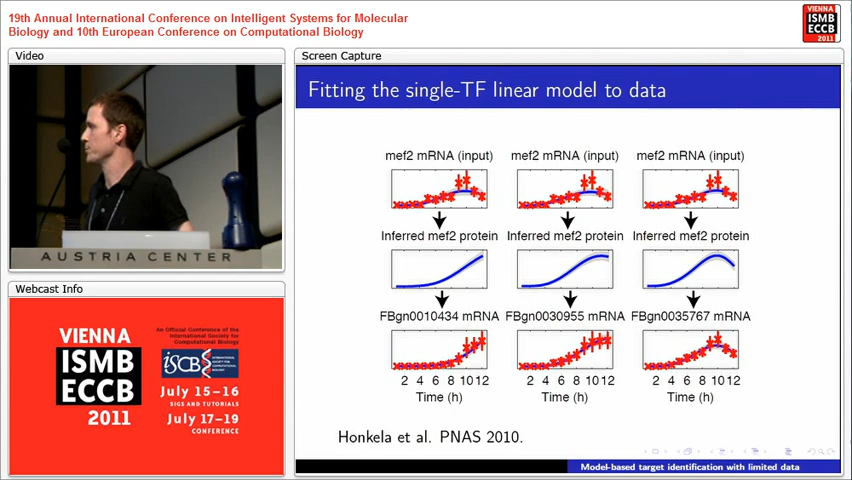 19th Annual International Conference on Intelligent Systems for Molecular
Biology and 10th European Conference on Computational Biology
VIENNA
ISMB
ECCB
2011
Video
Screen Capture
AUSTRIA CENTER
Fitting the single-TF linear model to data
mef2 mRNA (input) mef2 mRNA (input) mef2 mRNA (input)
Inferred mef2 protein Inferred mef2 protein Inferred mef2 protein
FBgn0010434 mRNA FBgn0030955 mRNA FBgn0035767 mRNA
2 4 6 8 10 12 2 4 6 8 10 12 2 4 6 8 10 12
Time (h) Time (h) Time (h)
Honkela et al. PNAS 2010.
Model-based target identification with limited data
Webcast Info
VIENNA
ISMB
ECCB
2011
An Official Conference of the
International Society for
Computational Biology
ISCB
INTERNATIONAL
SOCIETY FOR
COMPUTATIONAL
BIOLOGY
July 15–16
SIGS AND TUTORIALS
July 17–19
CONFERENCE